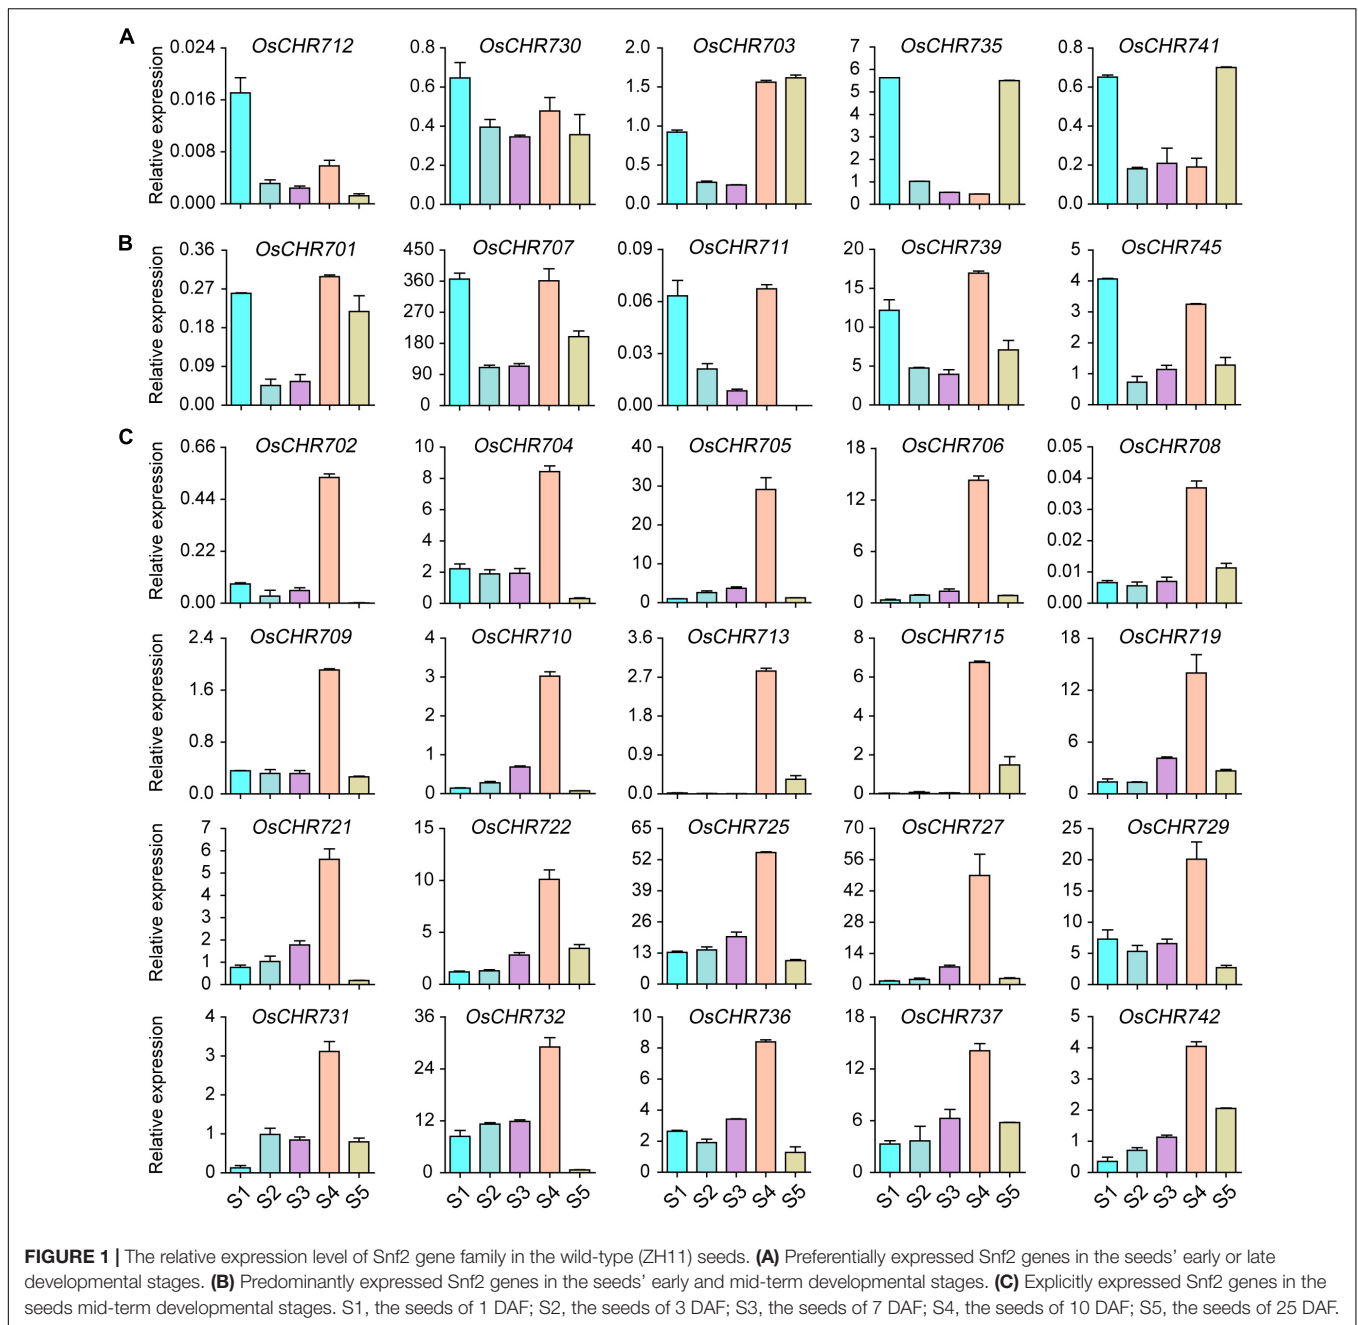 A
OsCHR712 OsCHR730 OsCHR703 OsCHR735 OsCHR741
Relative expression
0.024 0.016 0.008 0.000
0.8 0.6 0.4 0.2 0.0
2.0 1.5 1.0 0.5 0.0
7 6 5 4 3 2 1 0
0.8 0.6 0.4 0.2 0.0
B
OsCHR701 OsCHR707 OsCHR711 OsCHR739 OsCHR745
Relative expression
0.36 0.27 0.18 0.09 0.00
450 360 270 180 90 0
0.09 0.06 0.03 0.00
20 15 10 5 0
5 4 3 2 1 0
C
OsCHR702 OsCHR704 OsCHR705 OsCHR706 OsCHR708
Relative expression
0.66 0.44 0.22 0.00
10 8 6 4 2 0
40 30 20 10 0
18 12 6 0
0.05 0.04 0.03 0.02 0.01 0.00
OsCHR709 OsCHR710 OsCHR713 OsCHR715 OsCHR719
Relative expression
2.4 1.6 0.8 0.0
4 3 2 1 0
3.6 2.7 1.8 0.9 0.0
8 6 4 2 0
18 12 6 0
OsCHR721 OsCHR722 OsCHR725 OsCHR727 OsCHR729
Relative expression
7 6 5 4 3 2 1 0
15 10 5 0
65 52 39 26 13 0
70 56 42 28 14 0
25 20 15 10 5 0
OsCHR731 OsCHR732 OsCHR736 OsCHR737 OsCHR742
Relative expression
4 3 2 1 0
36 24 12 0
10 8 6 4 2 0
18 12 6 0
5 4 3 2 1 0
S1 S2 S3 S4 S5 S1 S2 S3 S4 S5 S1 S2 S3 S4 S5 S1 S2 S3 S4 S5 S1 S2 S3 S4 S5
FIGURE 1 | The relative expression level of Snf2 gene family in the wild-type (ZH11) seeds. (A) Preferentially expressed Snf2 genes in the seeds' early or late
developmental stages. (B) Predominantly expressed Snf2 genes in the seeds' early and mid-term developmental stages. (C) Explicitly expressed Snf2 genes in the
seeds mid-term developmental stages. S1, the seeds of 1 DAF; S2, the seeds of 3 DAF; S3, the seeds of 7 DAF; S4, the seeds of 10 DAF; S5, the seeds of 25 DAF.